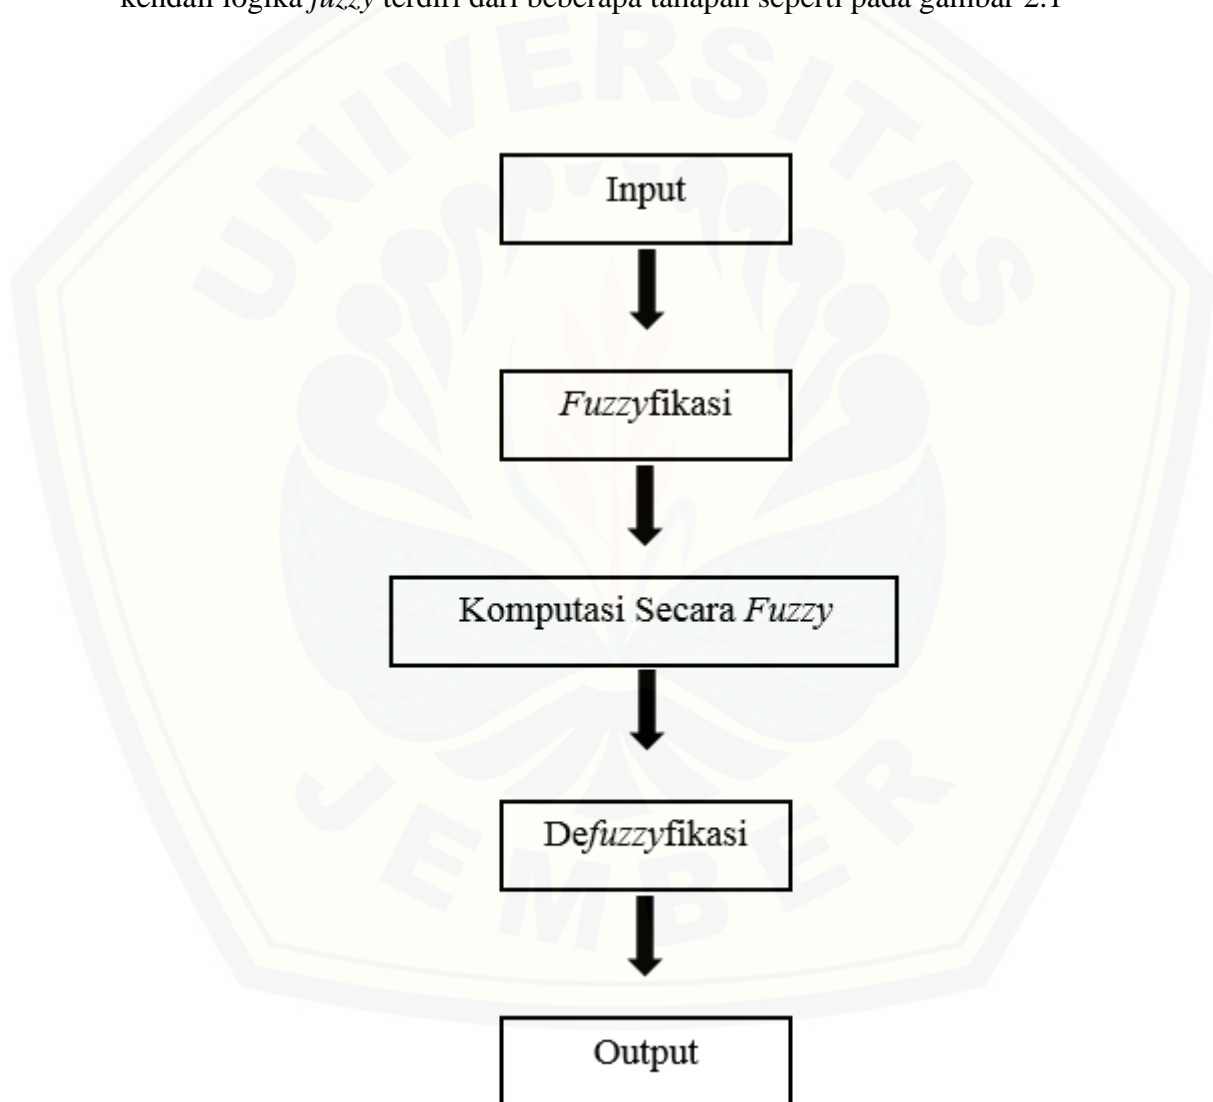 kendali logika fuzzy terdiri dari beberapa tahapan seperti pada gambar 2.1
UNIVERSITAS
Input
Fuzzyfikasi
Komputasi Secara Fuzzy
Defuzzyfikasi
JEMBER
Output